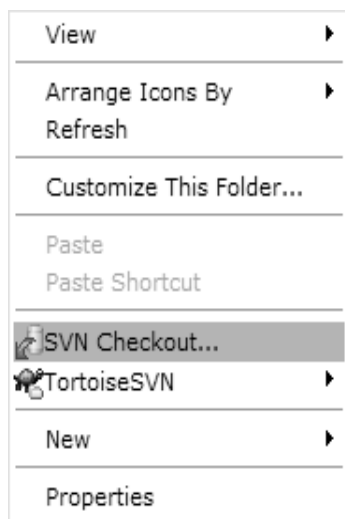 View
Arrange Icons By
Refresh
Customize This Folder...
Paste
Paste Shortcut
SVN Checkout...
TortoiseSVN
New
Properties